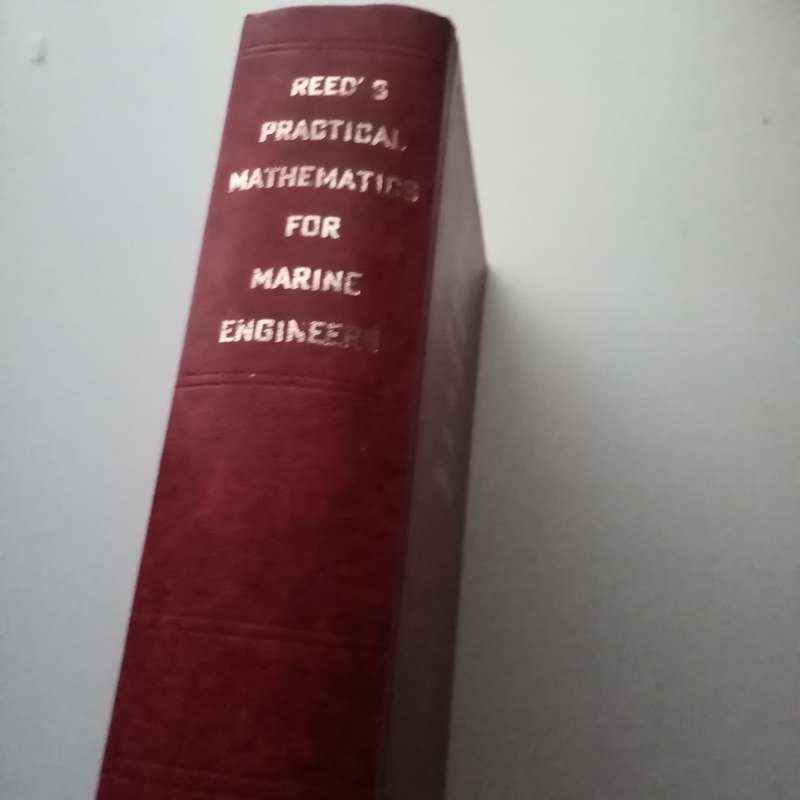 REED'S
PRACTICAL
MATHEMATICS
FOR
MARINE
ENGINEERS